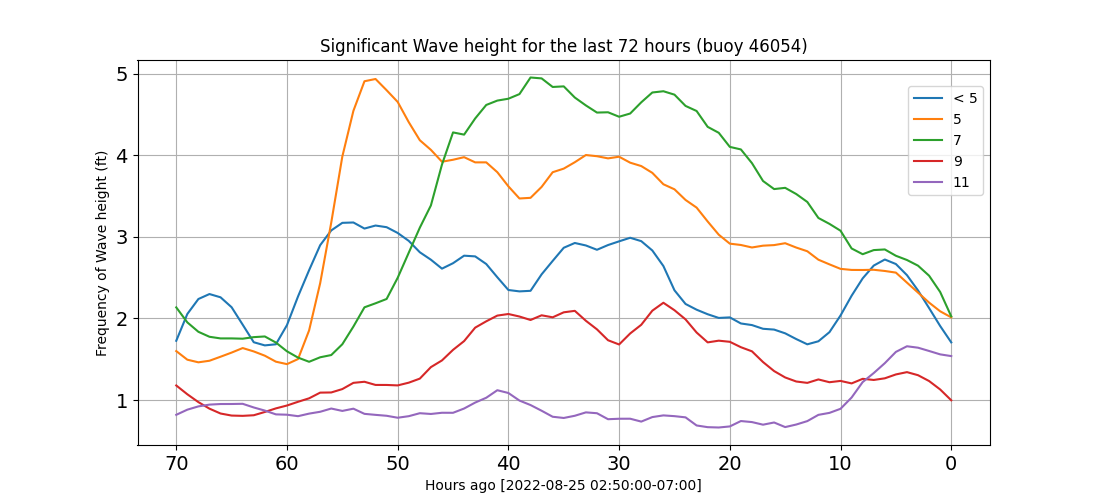 Significant Wave height for the last 72 hours (buoy 46054)
Frequency of Wave height (ft)
5
4
3
2
1
< 5
5
7
9
11
70 60 50 40 30 20 10 0
Hours ago [2022-08-25 02:50:00-07:00]